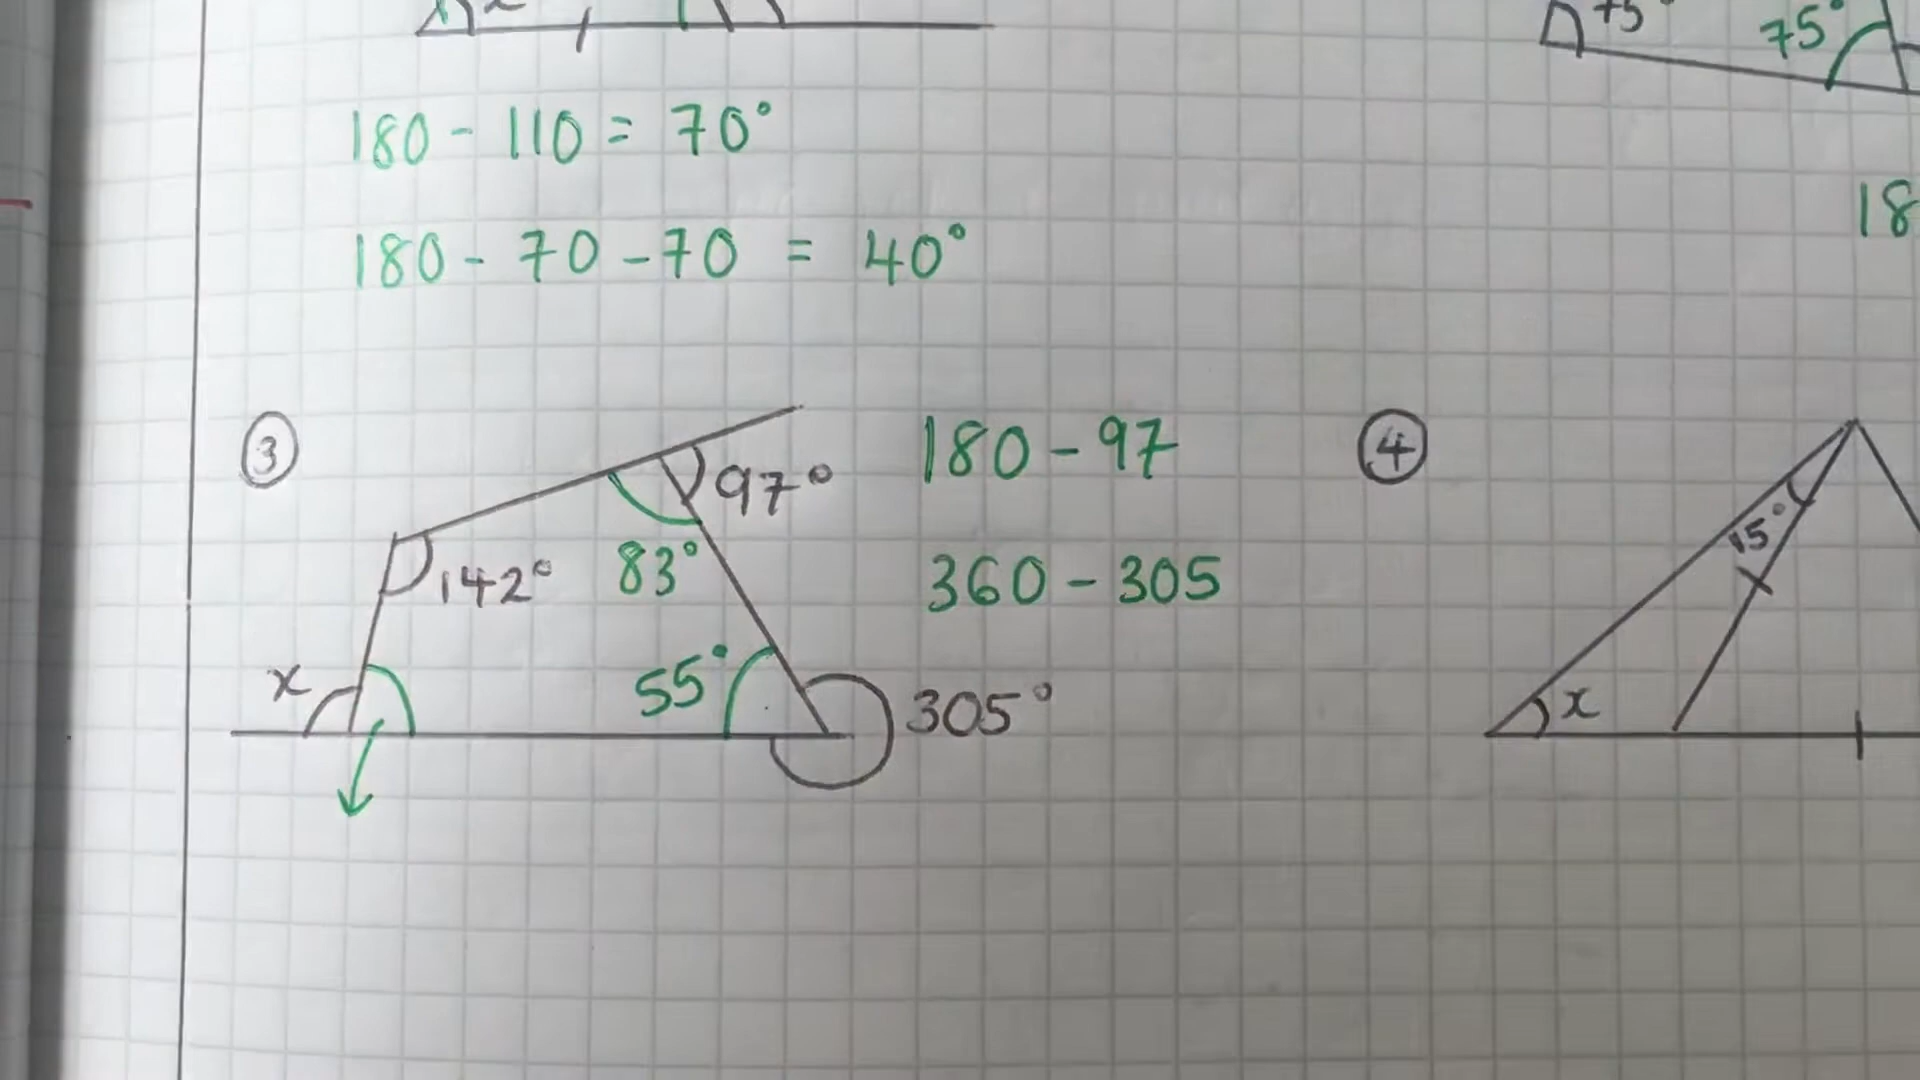 75°
75°
180 - 110 = 70°
18
180 - 70 - 70 = 40°
③
97°
180 - 97
④
142°
83°
360 - 305
15°
x
55°
305°
x